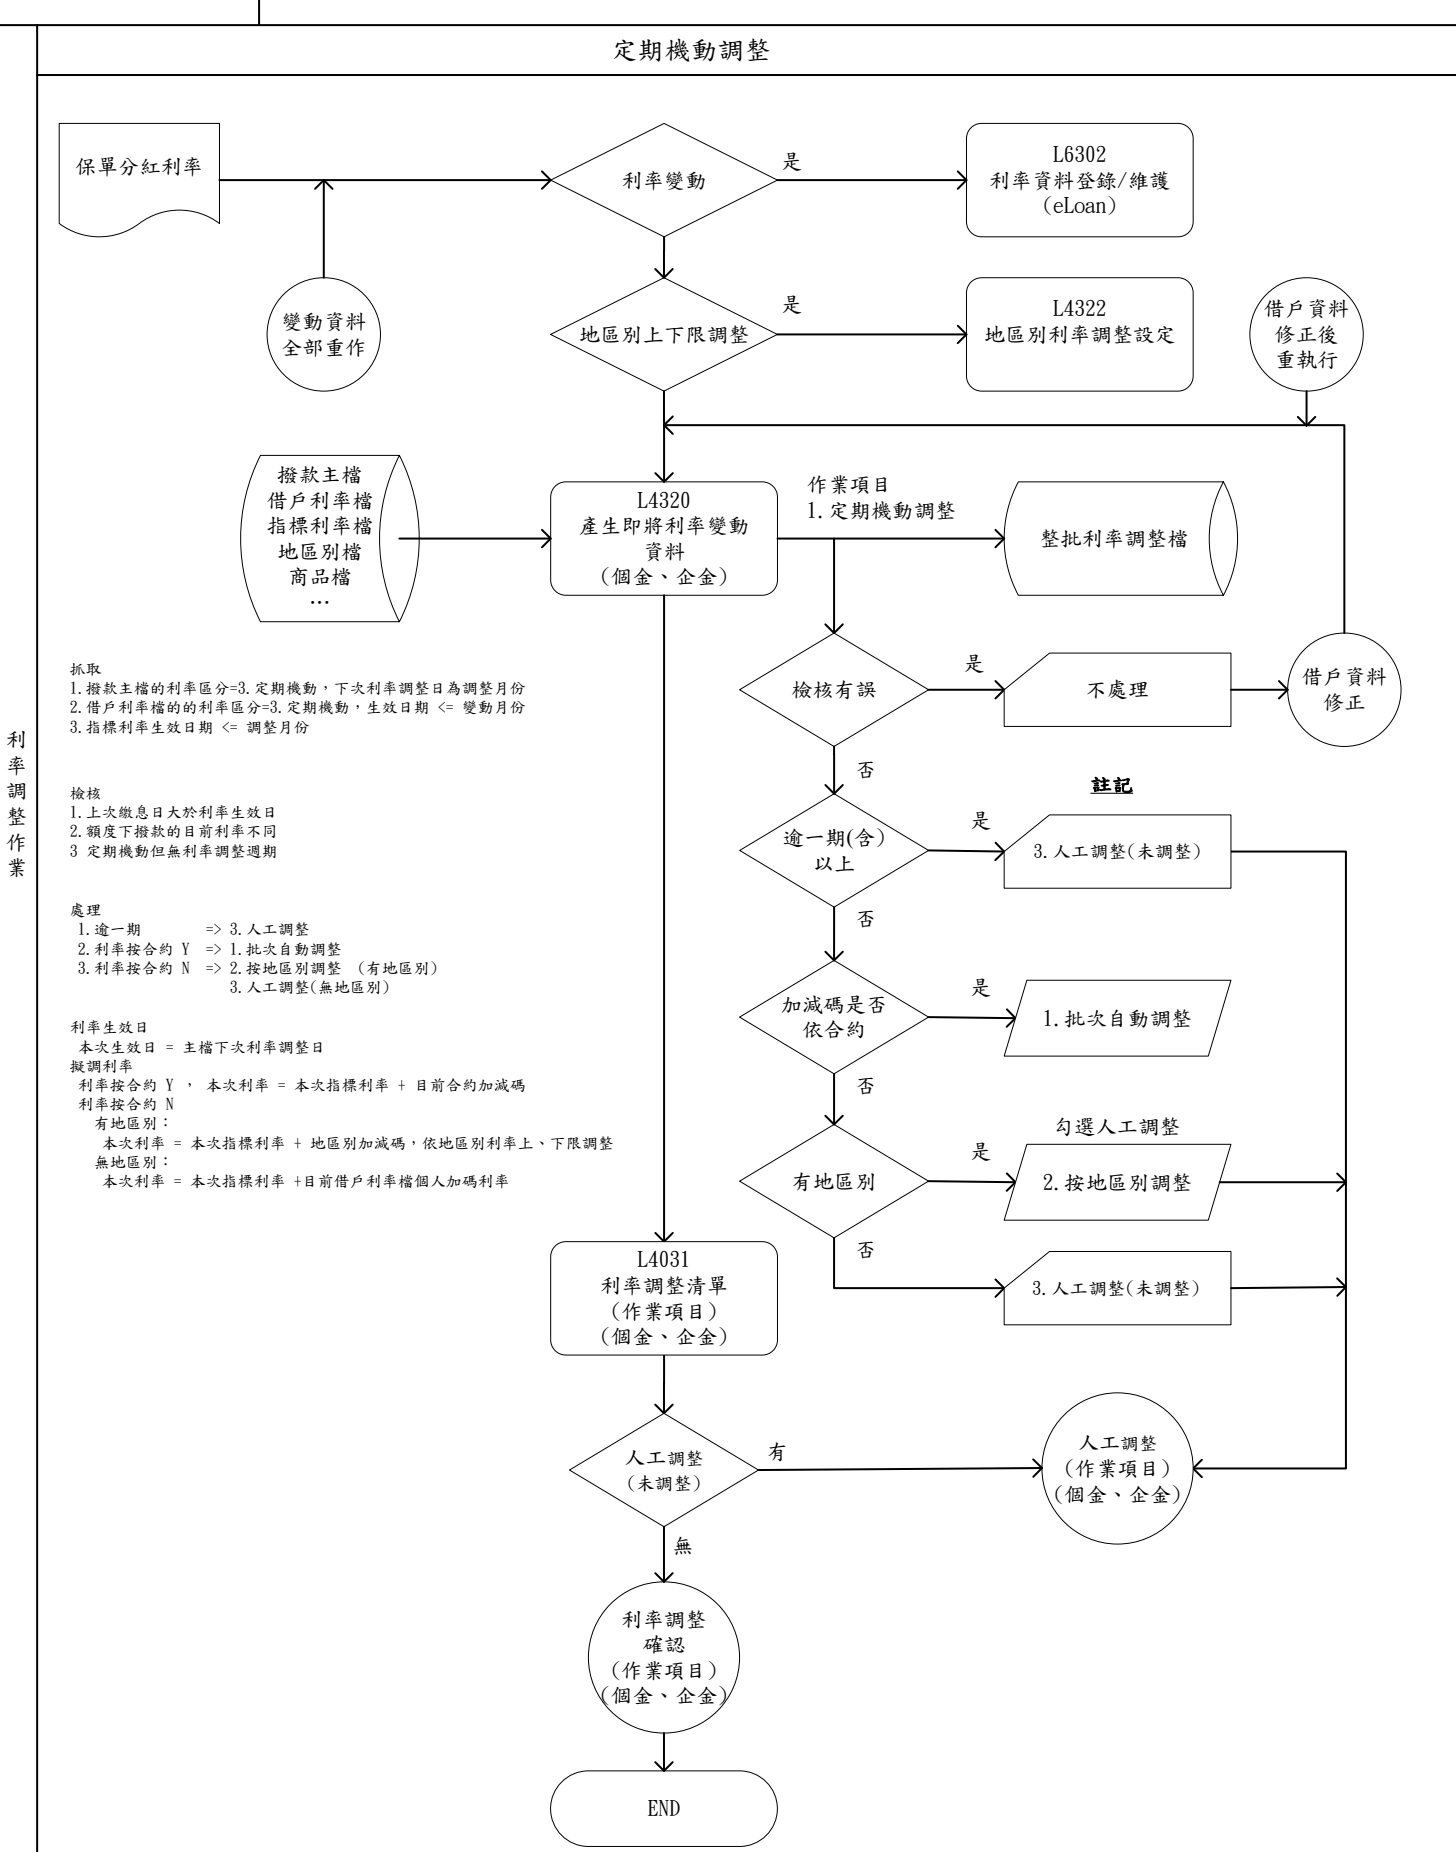 定期機動調整
利
率
調
整
作
業
保單分紅利率
利率變動
是
L6302
利率資料登錄/維護
(eLoan)
變動資料
全部重作
地區別上下限調整
是
L4322
地區別利率調整設定
借戶資料
修正後
重執行
撥款主檔
借戶利率檔
指標利率檔
地區別檔
商品檔
...
L4320
產生即將利率變動
資料
(個金、企金)
作業項目
1.定期機動調整
整批利率調整檔
檢核有誤
是
不處理
借戶資料
修正
否
抓取
1.撥款主檔的利率區分=3.定期機動，下次利率調整日為調整月份
2.借戶利率檔的的利率區分=3.定期機動，生效日期 <= 變動月份
3.指標利率生效日期 <= 調整月份
檢核
1.上次繳息日大於利率生效日
2.額度下撥款的目前利率不同
3 定期機動但無利率調整週期
處理
1.逾一期 => 3.人工調整
2.利率按合約 Y => 1.批次自動調整
3.利率按合約 N => 2.按地區別調整 (有地區別)
3.人工調整(無地區別)
利率生效日
本次生效日 = 主檔下次利率調整日
擬調利率
利率按合約 Y ， 本次利率 = 本次指標利率 + 目前合約加減碼
利率按合約 N
有地區別：
本次利率 = 本次指標利率 + 地區別加減碼，依地區別利率上、下限調整
無地區別：
本次利率 = 本次指標利率 +目前借戶利率檔個人加碼利率
註記
逾一期(含)
以上
是
3.人工調整(未調整)
否
加減碼是否
依合約
是
1.批次自動調整
否
有地區別
是
勾選人工調整
2.按地區別調整
否
3.人工調整(未調整)
L4031
利率調整清單
(作業項目)
(個金、企金)
人工調整
(未調整)
有
人工調整
(作業項目)
(個金、企金)
無
利率調整
確認
(作業項目)
(個金、企金)
END